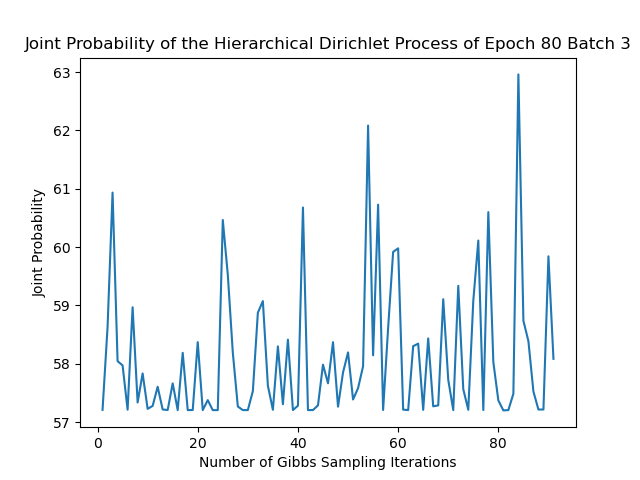 Joint Probability of the Hierarchical Dirichlet Process of Epoch 80 Batch 3
63
62
61
60
59
58
57
Joint Probability
0 20 40 60 80
Number of Gibbs Sampling Iterations